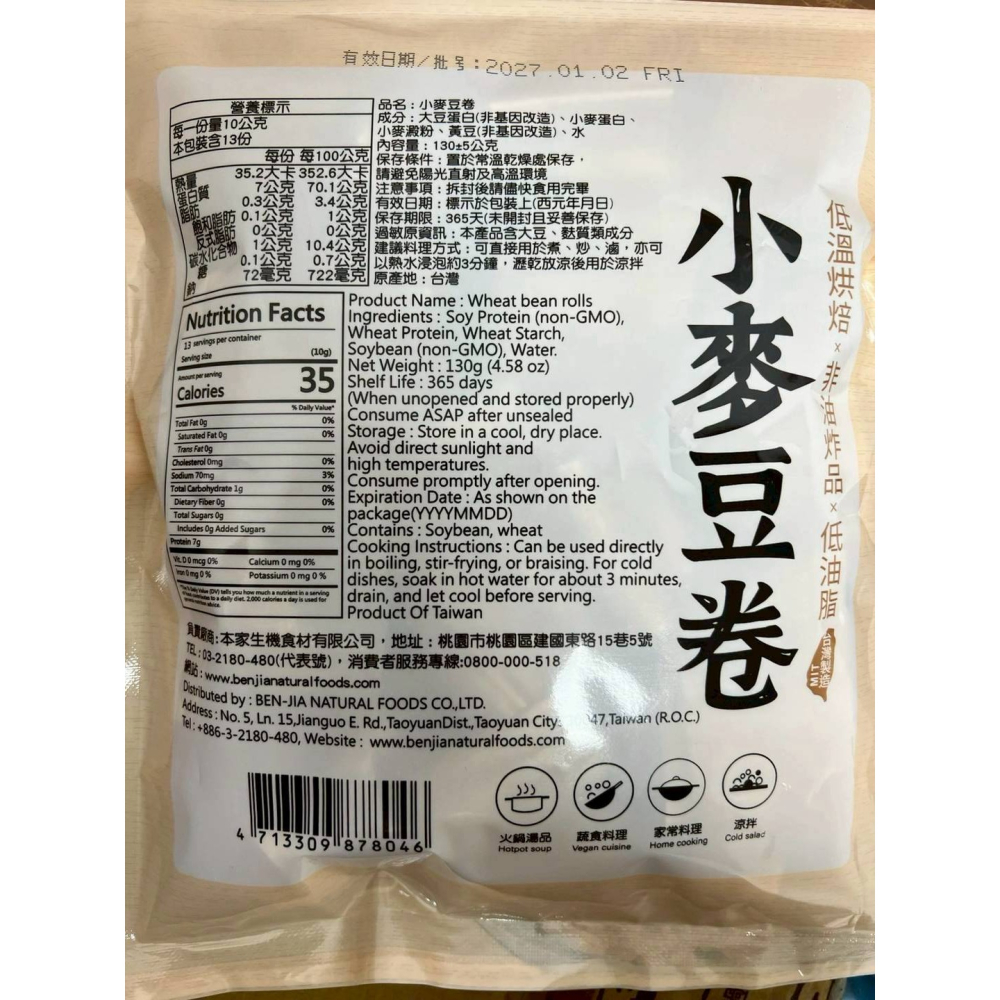 有效日期/批号:2027.01.02 FRI
營養標示
每一份量10公克
本包裝含13份
每份 每100公克
熱量 35.2大卡 352.6大卡
蛋白質 7公克 70.1公克
脂肪 0.3公克 3.4公克
飽和脂肪 0.1公克 1公克
反式脂肪 0公克 0公克
碳水化合物 1公克 10.4公克
糖 0.1公克 0.7公克
鈉 72毫克 722毫克
品名:小麥豆卷
成分:大豆蛋白(非基因改造)、小麥蛋白、
小麥澱粉、黃豆(非基因改造)、水
內容量:130±5公克
保存條件:置於常溫乾燥處保存,
請避免陽光直射及高溫環境
注意事項:拆封後請儘快食用完畢
有效日期:標示於包裝上(西元年月日)
保存期限:365天(未開封且妥善保存)
過敏原資訊:本產品含大豆、麩質類成分
建議料理方式:可直接用於煮、炒、滷,亦可
以熱水浸泡約3分鐘,瀝乾放涼後用於涼拌
原產地:台灣
Nutrition Facts
13 servings per container
Serving size (10g)
Amount per serving
Calories 35
% Daily Value*
Total Fat 0g 0%
Saturated Fat 0g 0%
Trans Fat 0g
Cholesterol 0mg 0%
Sodium 70mg 3%
Total Carbohydrate 1g 0%
Dietary Fiber 0g 0%
Total Sugars 0g
Includes 0g Added Sugars 0%
Protein 7g
Vit. D 0 mcg 0% Calcium 0 mg 0%
Iron 0 mg 0 % Potassium 0 mg 0 %
Daily Value (DV) tells you how much a nutrient in a serving
to a daily diet. 2,000 calories a day is used for
advice.
Product Name : Wheat bean rolls
Ingredients : Soy Protein (non-GMO),
Wheat Protein, Wheat Starch,
Soybean (non-GMO), Water.
Net Weight : 130g (4.58 oz)
Shelf Life : 365 days
(When unopened and stored properly)
Consume ASAP after unsealed
Storage : Store in a cool, dry place.
Avoid direct sunlight and
high temperatures.
Consume promptly after opening.
Expiration Date : As shown on the
package(YYYYMMDD)
Contains : Soybean, wheat
Cooking Instructions : Can be used directly
in boiling, stir-frying, or braising. For cold
dishes, soak in hot water for about 3 minutes,
drain, and let cool before serving.
Product Of Taiwan
小麥豆卷
低溫烘焙×非油炸品×低油脂
MIT
負責廠商:本家生機食材有限公司,地址:桃園市桃園區建國東路15巷5號
TEL:03-2180-480(代表號),消費者服務專線:0800-000-518
網站:www.benjianaturalfoods.com
Distributed by : BEN-JIA NATURAL FOODS CO.,LTD.
Address : No. 5, Ln. 15,Jianguo E. Rd.,TaoyuanDist.,Taoyuan City 047,Taiwan (R.O.C.)
Tel : +886-3-2180-480, Website : www.benjianaturalfoods.com
4 713309 878046
火鍋湯品
Hotpot soup
蔬食料理
Vegan cuisine
家常料理
Home cooking
涼拌
Cold salad